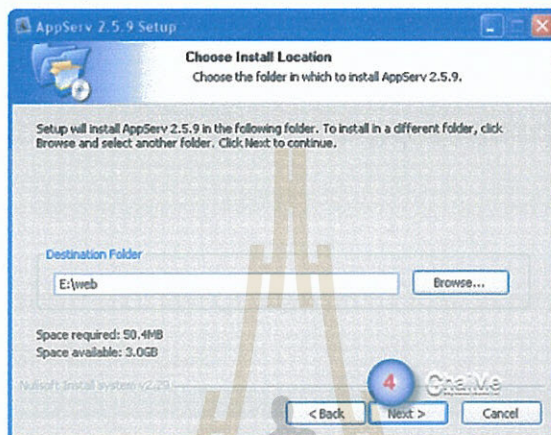 AppServ 2.5.9 Setup
Choose Install Location
Choose the folder in which to install AppServ 2.5.9.
Setup will install AppServ 2.5.9 in the following folder. To install in a different folder, click
Browse and select another folder. Click Next to continue.
Destination Folder
E:\web
Browse...
Space required: 50.4MB
Space available: 3.0GB
Nullsoft Install system v2.29
4
< Back
Next >
Cancel